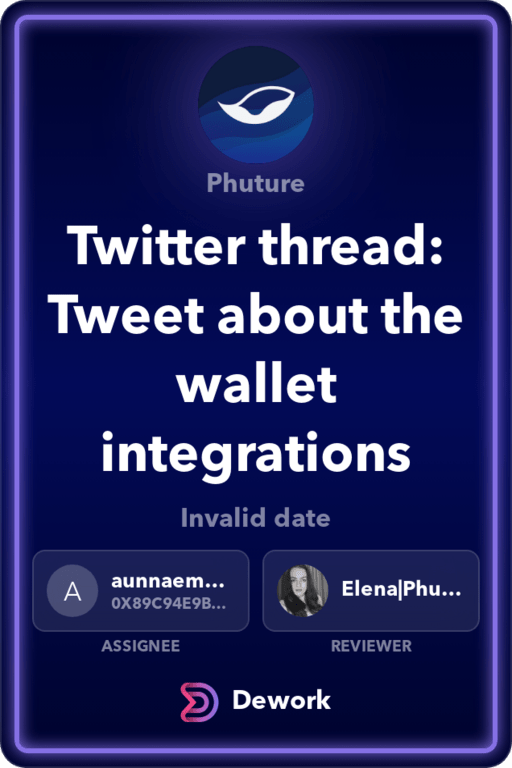 Phuture
Twitter thread:
Tweet about the
wallet
integrations
Invalid date
A
aunnaem...
0X89C94E9B...
Elena|Phu...
ASSIGNEE
REVIEWER
Dework